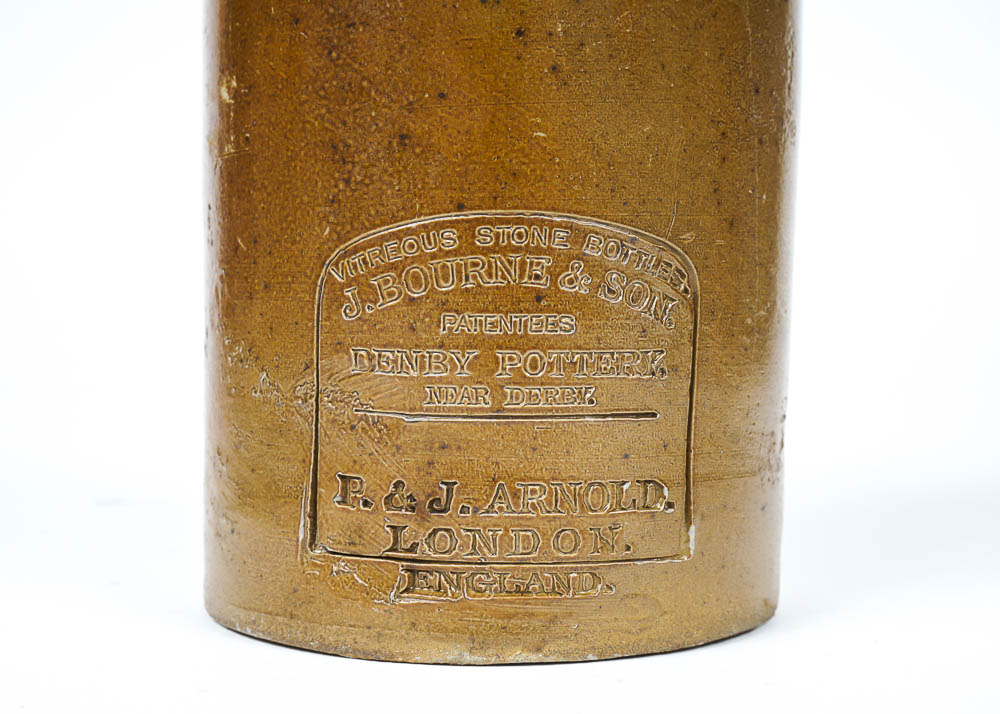 VITREOUS STONE BOTTLES,
J. BOURNE & SON,
PATENTEES
DENBY POTTERY,
NEAR DERBY.
P. & J. ARNOLD.
LONDON.
ENGLAND.